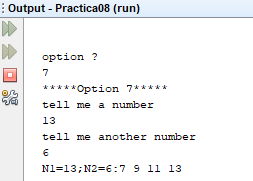 Output - Practica08 (run)
option ?
7
*****Option 7*****
tell me a number
13
tell me another number
6
N1=13;N2=6:7 9 11 13